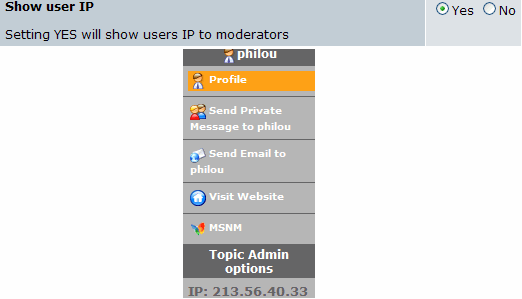 Show user IP
Yes No
Setting YES will show users IP to moderators
philou
Profile
Send Private
Message to philou
Send Email to
philou
Visit Website
MSNM
Topic Admin
options
IP: 213.56.40.33